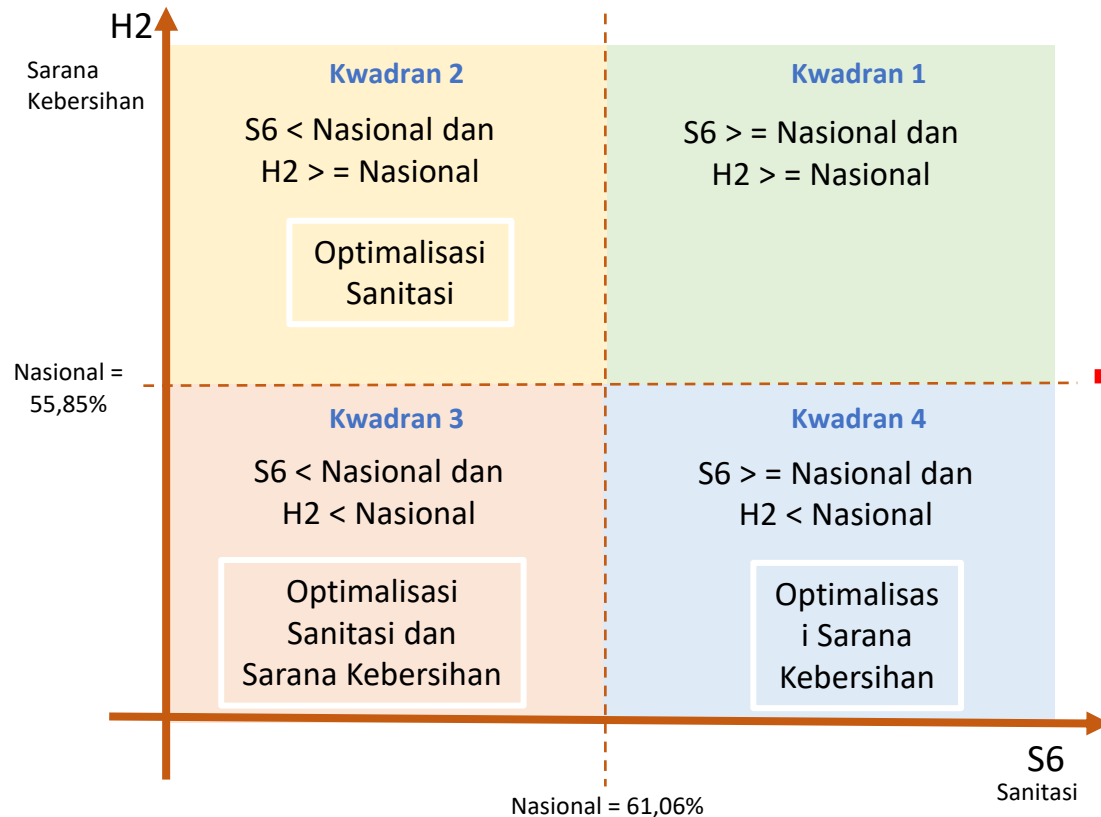 H2
Sarana
Kebersihan
Kwadran 2
S6 < Nasional dan
H2 > = Nasional
Optimalisasi
Sanitasi
Kwadran 1
S6 > = Nasional dan
H2 > = Nasional
Nasional =
55,85%
Kwadran 3
S6 < Nasional dan
H2 < Nasional
Optimalisasi
Sanitasi dan
Sarana Kebersihan
Kwadran 4
S6 > = Nasional dan
H2 < Nasional
Optimalisas
i Sarana
Kebersihan
S6
Sanitasi
Nasional = 61,06%